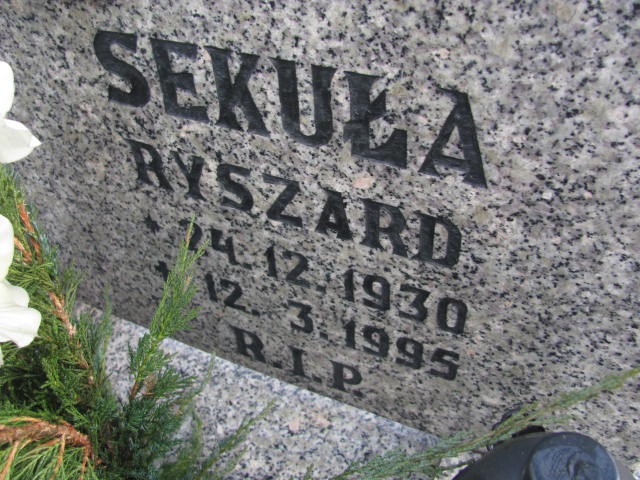 SEKUŁA
RYSZARD
* 24.12.1930
† 12. 3.1995
R.I.P.